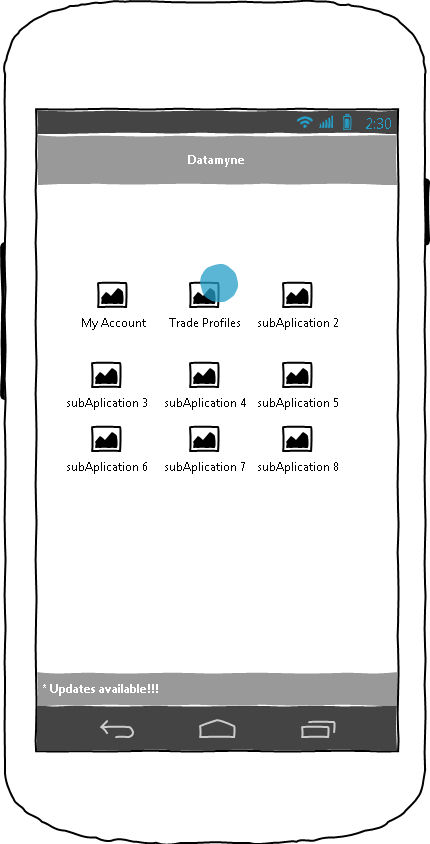 2:30
Datamyne
My Account Trade Profiles subAplication 2
subAplication 3 subAplication 4 subAplication 5
subAplication 6 subAplication 7 subAplication 8
* Updates available!!!